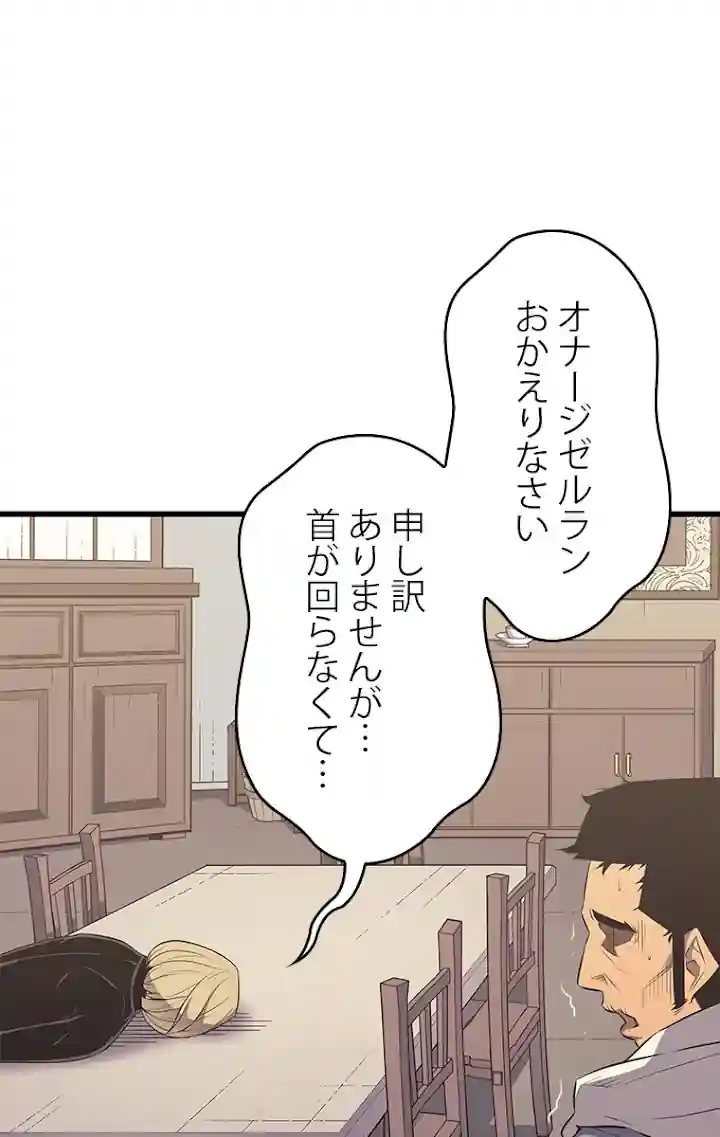 オナージゼルラン
おかえりなさい
申し訳
ありませんが…
首が回らなくて…